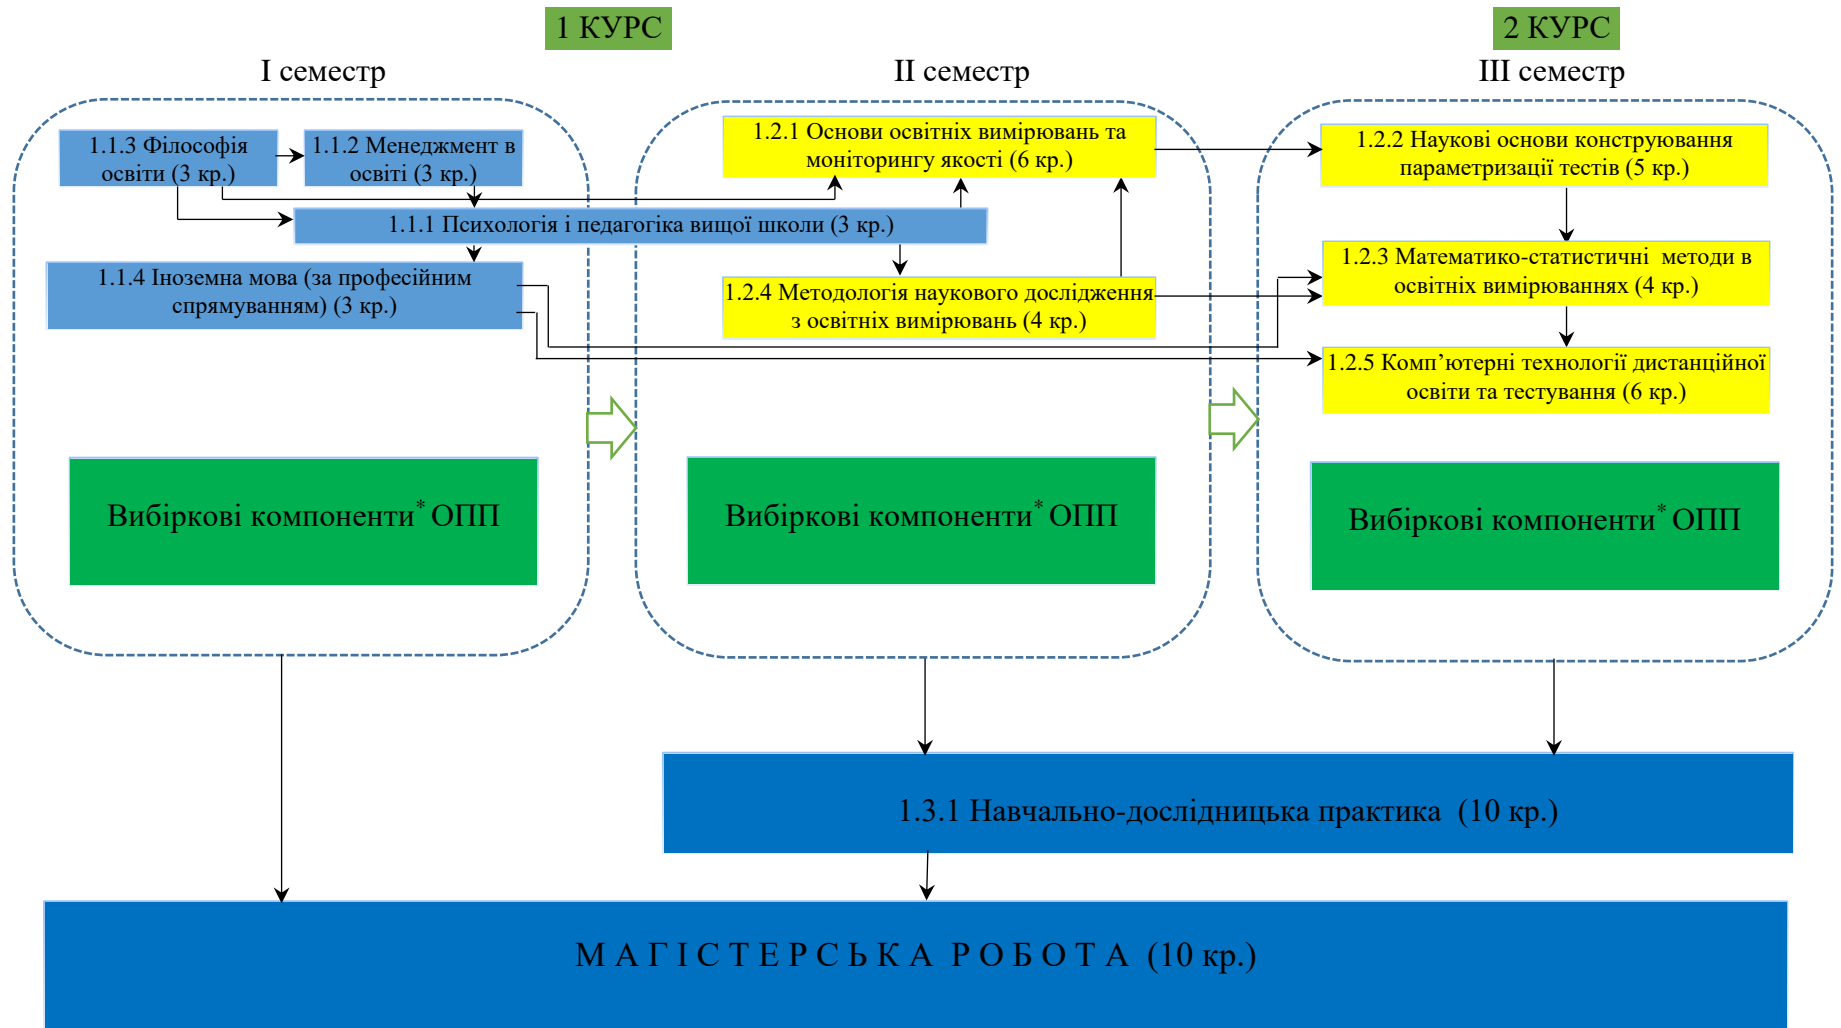 1 КУРС
2 КУРС
І семестр
ІІ семестр
ІІІ семестр
1.1.3 Філософія
освіти (3 кр.)
1.1.2 Менеджмент в
освіті (3 кр.)
1.1.1 Психологія і педагогіка вищої школи (3 кр.)
1.1.4 Іноземна мова (за професійним
спрямуванням) (3 кр.)
1.2.1 Основи освітніх вимірювань та
моніторингу якості (6 кр.)
1.2.4 Методологія наукового дослідження
з освітніх вимірювань (4 кр.)
1.2.2 Наукові основи конструювання
параметризації тестів (5 кр.)
1.2.3 Математико-статистичні методи в
освітніх вимірюваннях (4 кр.)
1.2.5 Комп’ютерні технології дистанційної
освіти та тестування (6 кр.)
Вибіркові компоненти* ОПП
Вибіркові компоненти* ОПП
Вибіркові компоненти* ОПП
1.3.1 Навчально-дослідницька практика (10 кр.)
М А Г І С Т Е Р С Ь К А Р О Б О Т А (10 кр.)